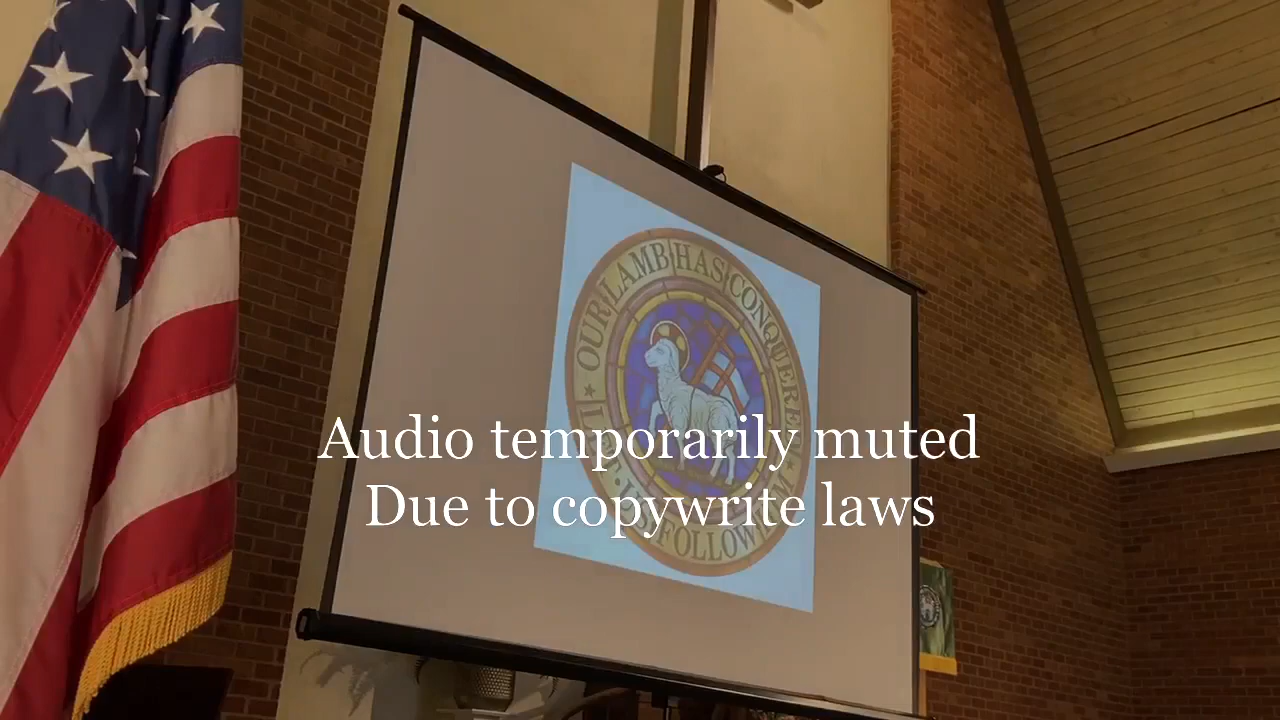 OUR LAMB HAS CONQUERED
FOLLOW
Audio temporarily muted
Due to copywrite laws